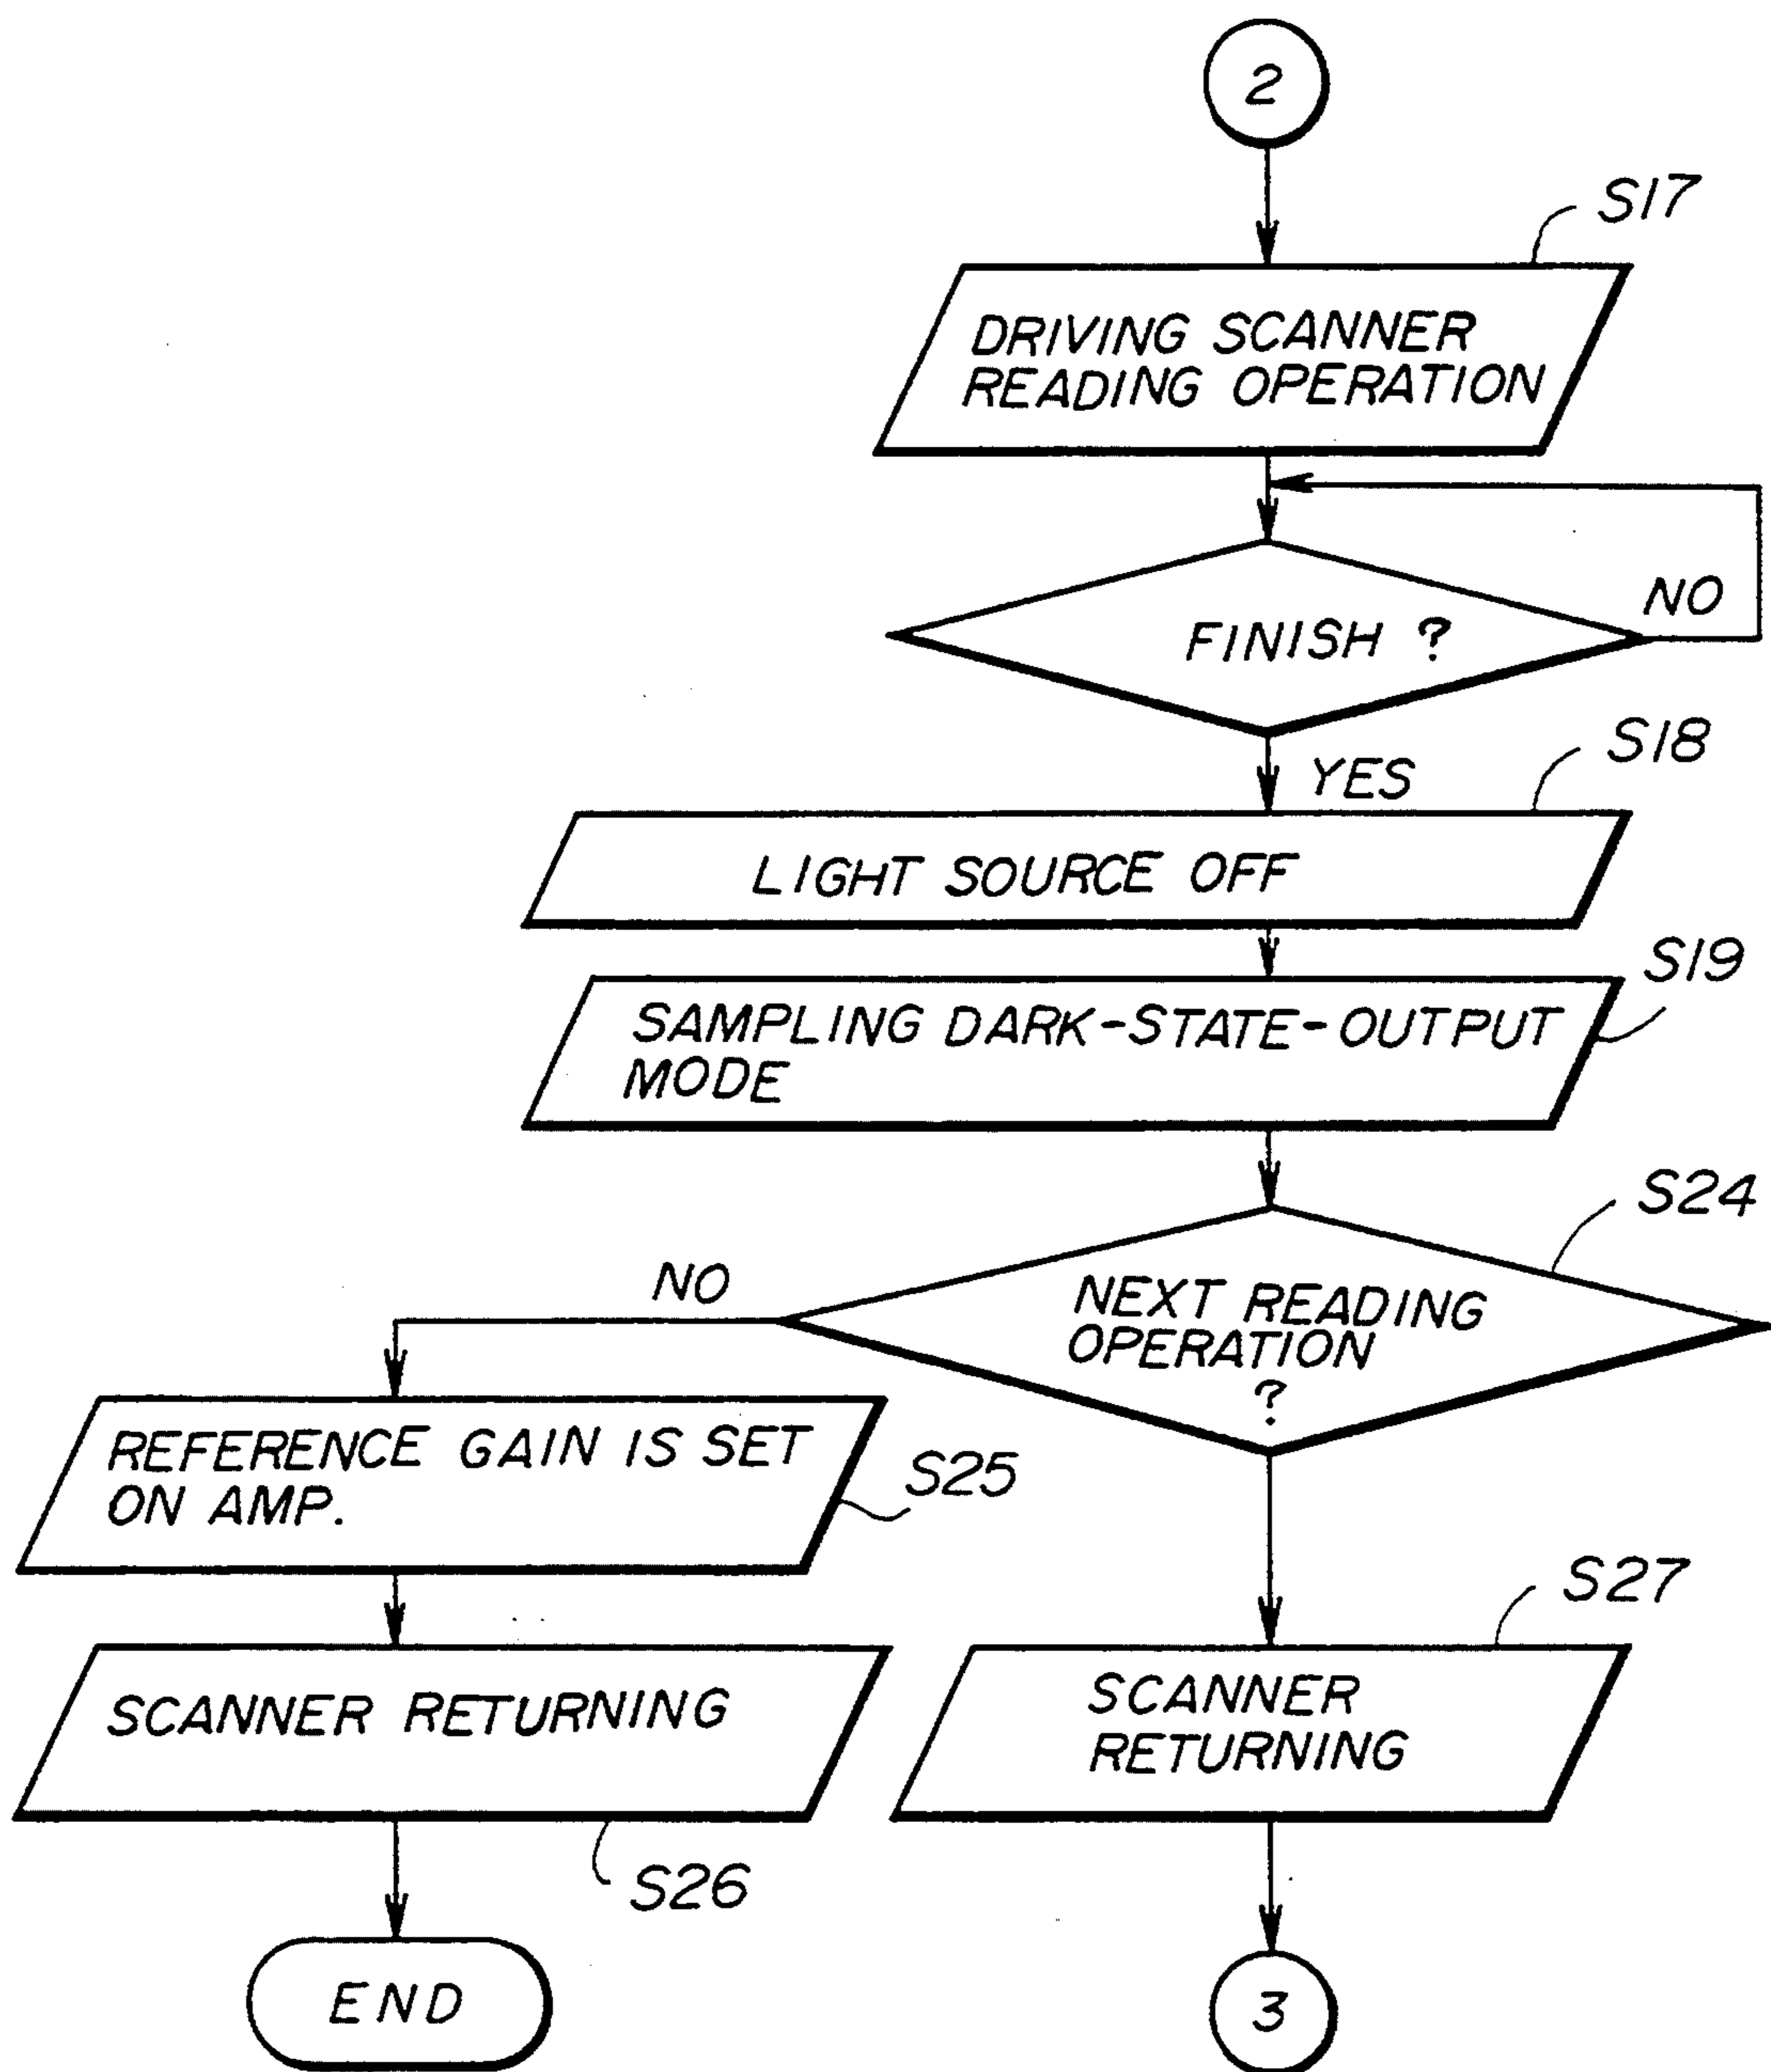 2
S17
DRIVING SCANNER
READING OPERATION
FINISH ?
NO
YES
S18
LIGHT SOURCE OFF
S19
SAMPLING DARK-STATE-OUTPUT
MODE
S24
NO
NEXT READING
OPERATION
?
REFERENCE GAIN IS SET
ON AMP.
S25
S27
SCANNER RETURNING
SCANNER
RETURNING
S26
END
3